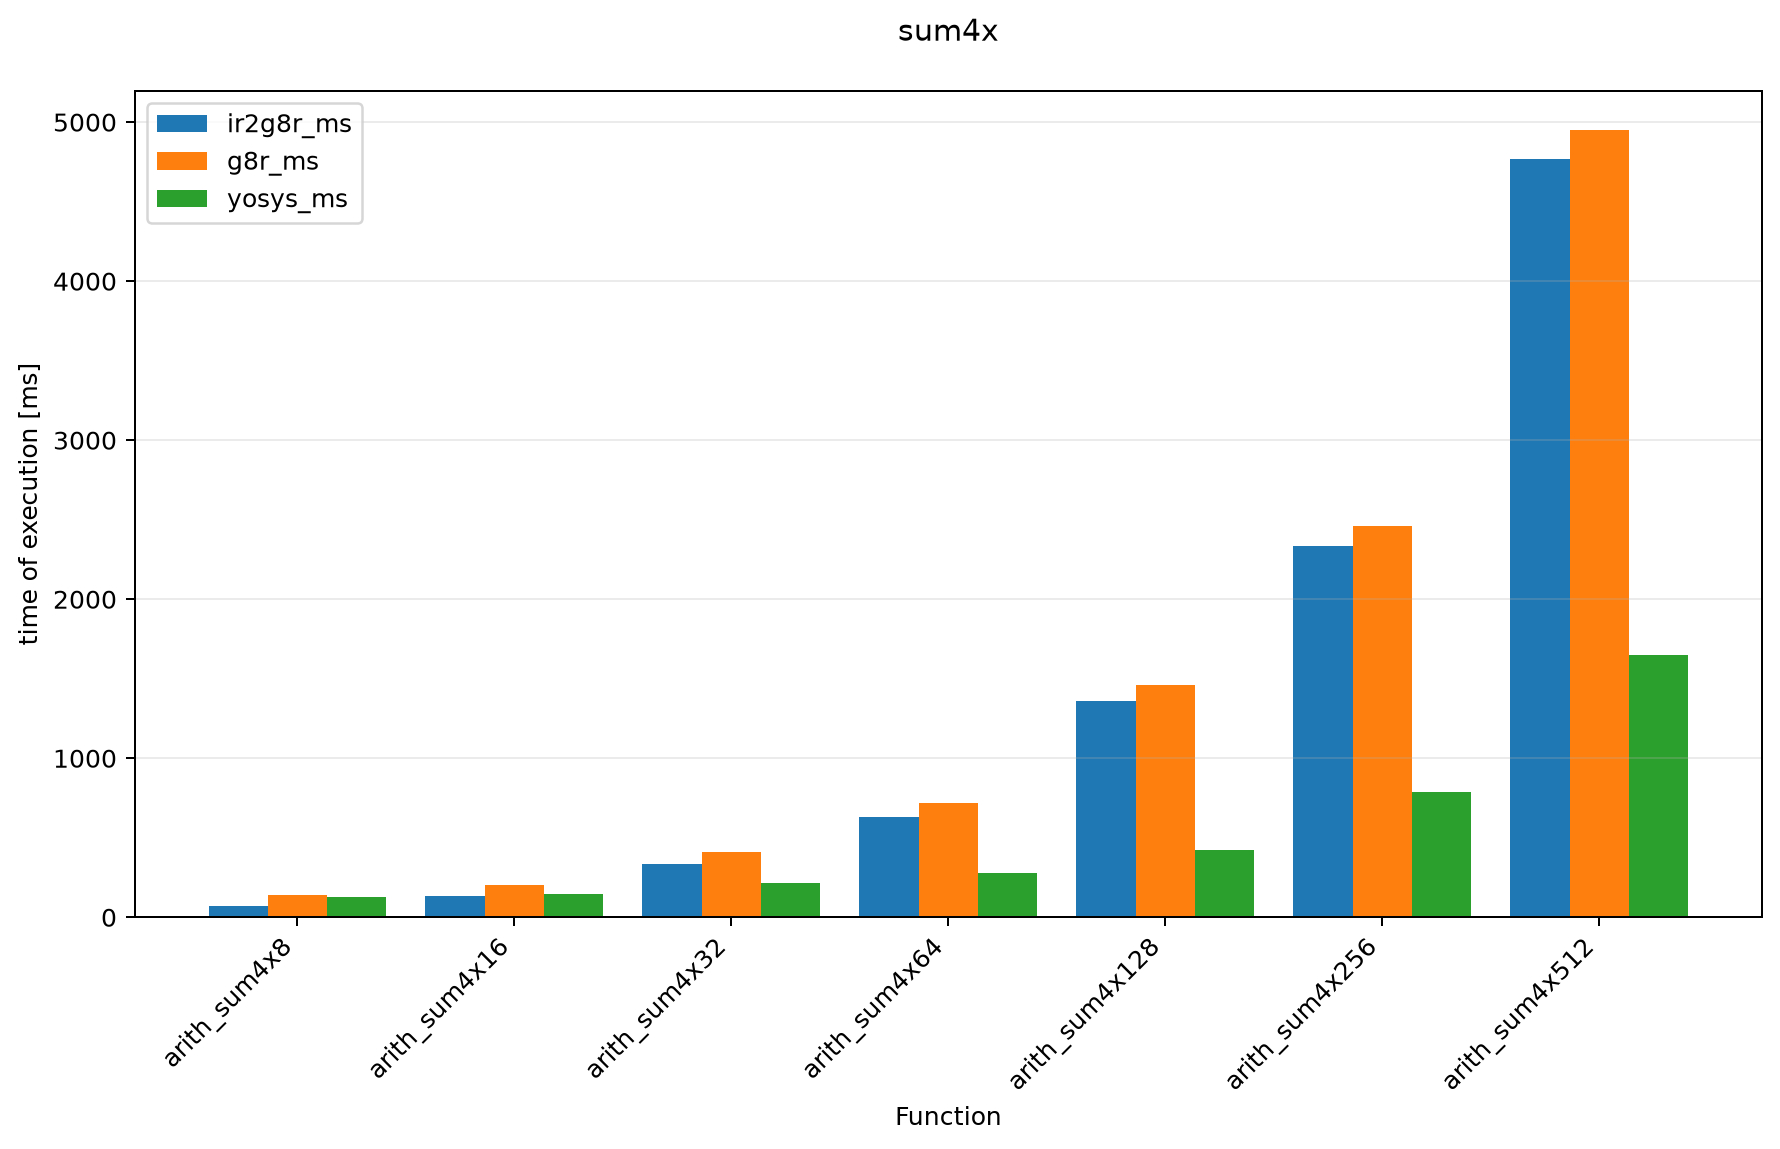 sum4x
ir2g8r_ms
g8r_ms
yosys_ms
time of execution [ms]
5000
4000
3000
2000
1000
0
arith_sum4x8
arith_sum4x16
arith_sum4x32
arith_sum4x64
arith_sum4x128
arith_sum4x256
arith_sum4x512
Function